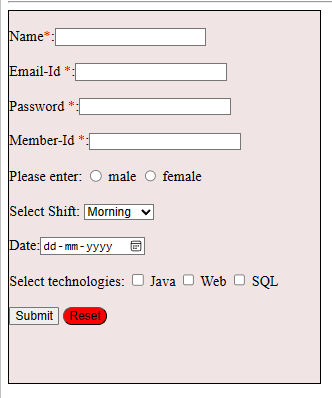 Name*:
Email-Id *:
Password *:
Member-Id *:
Please enter: male female
Select Shift: Morning
Date: dd-mm-yyyy
Select technologies: Java Web SQL
Submit Reset